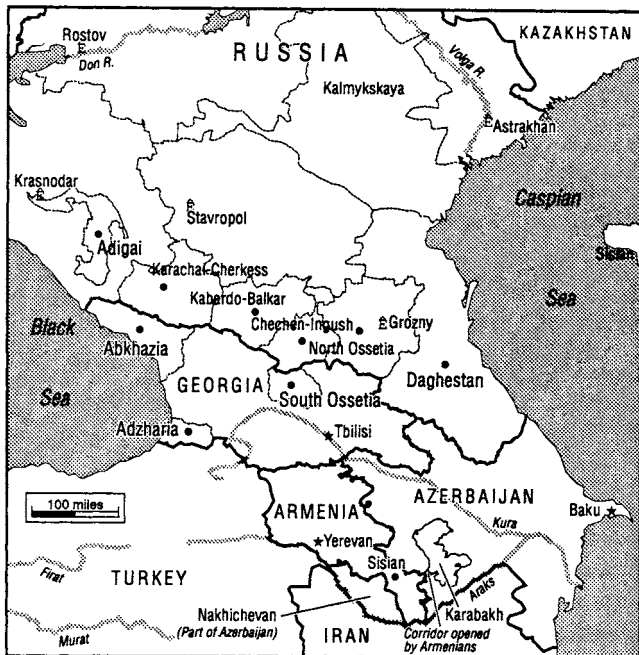 Rostov
Don R.
RUSSIA
KAZAKHSTAN
Volga R.
Kalmykskaya
Astrakhan
Krasnodar
Stavropol
Caspian
Sea
Sisian
Adigai
Karachai-Cherkess
Kabardo-Balkar
Chechen-Ingush
Grozny
North Ossetia
Black
Sea
Abkhazia
GEORGIA
South Ossetia
Daghestan
Adzharia
Tbilisi
100 miles
ARMENIA
AZERBAIJAN
Kura
Baku
Yerevan
Sisian
Firat
TURKEY
Araks
Nakhichevan
(Part of Azerbaijan)
Karabakh
Corridor opened
by Armenians
Murat
IRAN